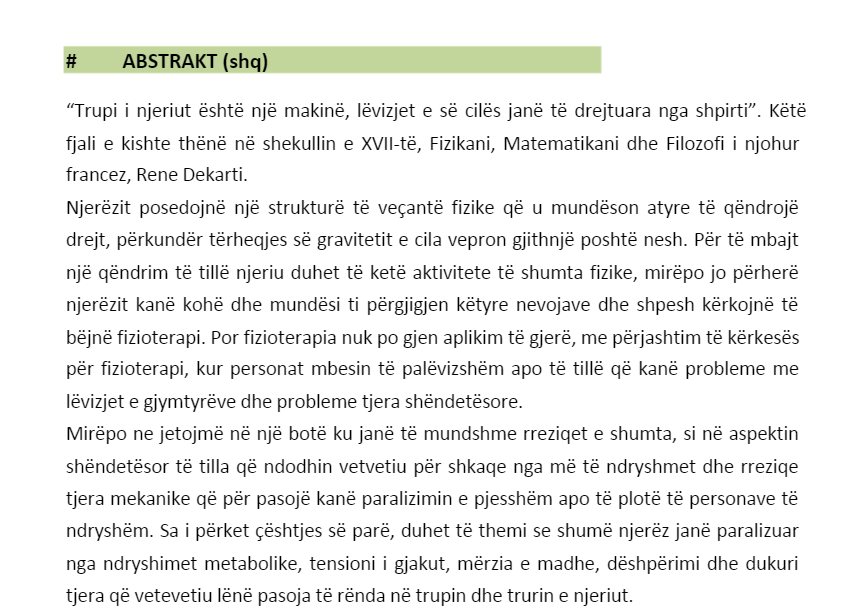 # ABSTRAKT (shq)
“Trupi i njeriut është një makinë, lëvizjet e së cilës janë të drejtuara nga shpirti”. Këtë
fjali e kishte thënë në shekullin e XVII-të, Fizikani, Matematikani dhe Filozofi i njohur
francez, Rene Dekarti.
Njerëzit posedojnë një strukturë të veçantë fizike që u mundëson atyre të qëndrojë
drejt, përkundër tërheqjes së gravitetit e cila vepron gjithnjë poshtë nesh. Për të mbajt
një qëndrim të tillë njeriu duhet të ketë aktivitete të shumta fizike, mirëpo jo përherë
njerëzit kanë kohë dhe mundësi ti përgjigjen këtyre nevojave dhe shpesh kërkojnë të
bëjnë fizioterapi. Por fizioterapia nuk po gjen aplikim të gjerë, me përjashtim të kërkesës
për fizioterapi, kur personat mbesin të palëvizshëm apo të tillë që kanë probleme me
lëvizjet e gjymtyrëve dhe probleme tjera shëndetësore.
Mirëpo ne jetojmë në një botë ku janë të mundshme rreziqet e shumta, si në aspektin
shëndetësor të tilla që ndodhin vetvetiu për shkaqe nga më të ndryshmet dhe rreziqe
tjera mekanike që për pasojë kanë paralizimin e pjesshëm apo të plotë të personave të
ndryshëm. Sa i përket çështjes së parë, duhet të themi se shumë njerëz janë paralizuar
nga ndryshimet metabolike, tensioni i gjakut, mërzia e madhe, dëshpërimi dhe dukuri
tjera që vetevetiu lënë pasoja të rënda në trupin dhe trurin e njeriut.